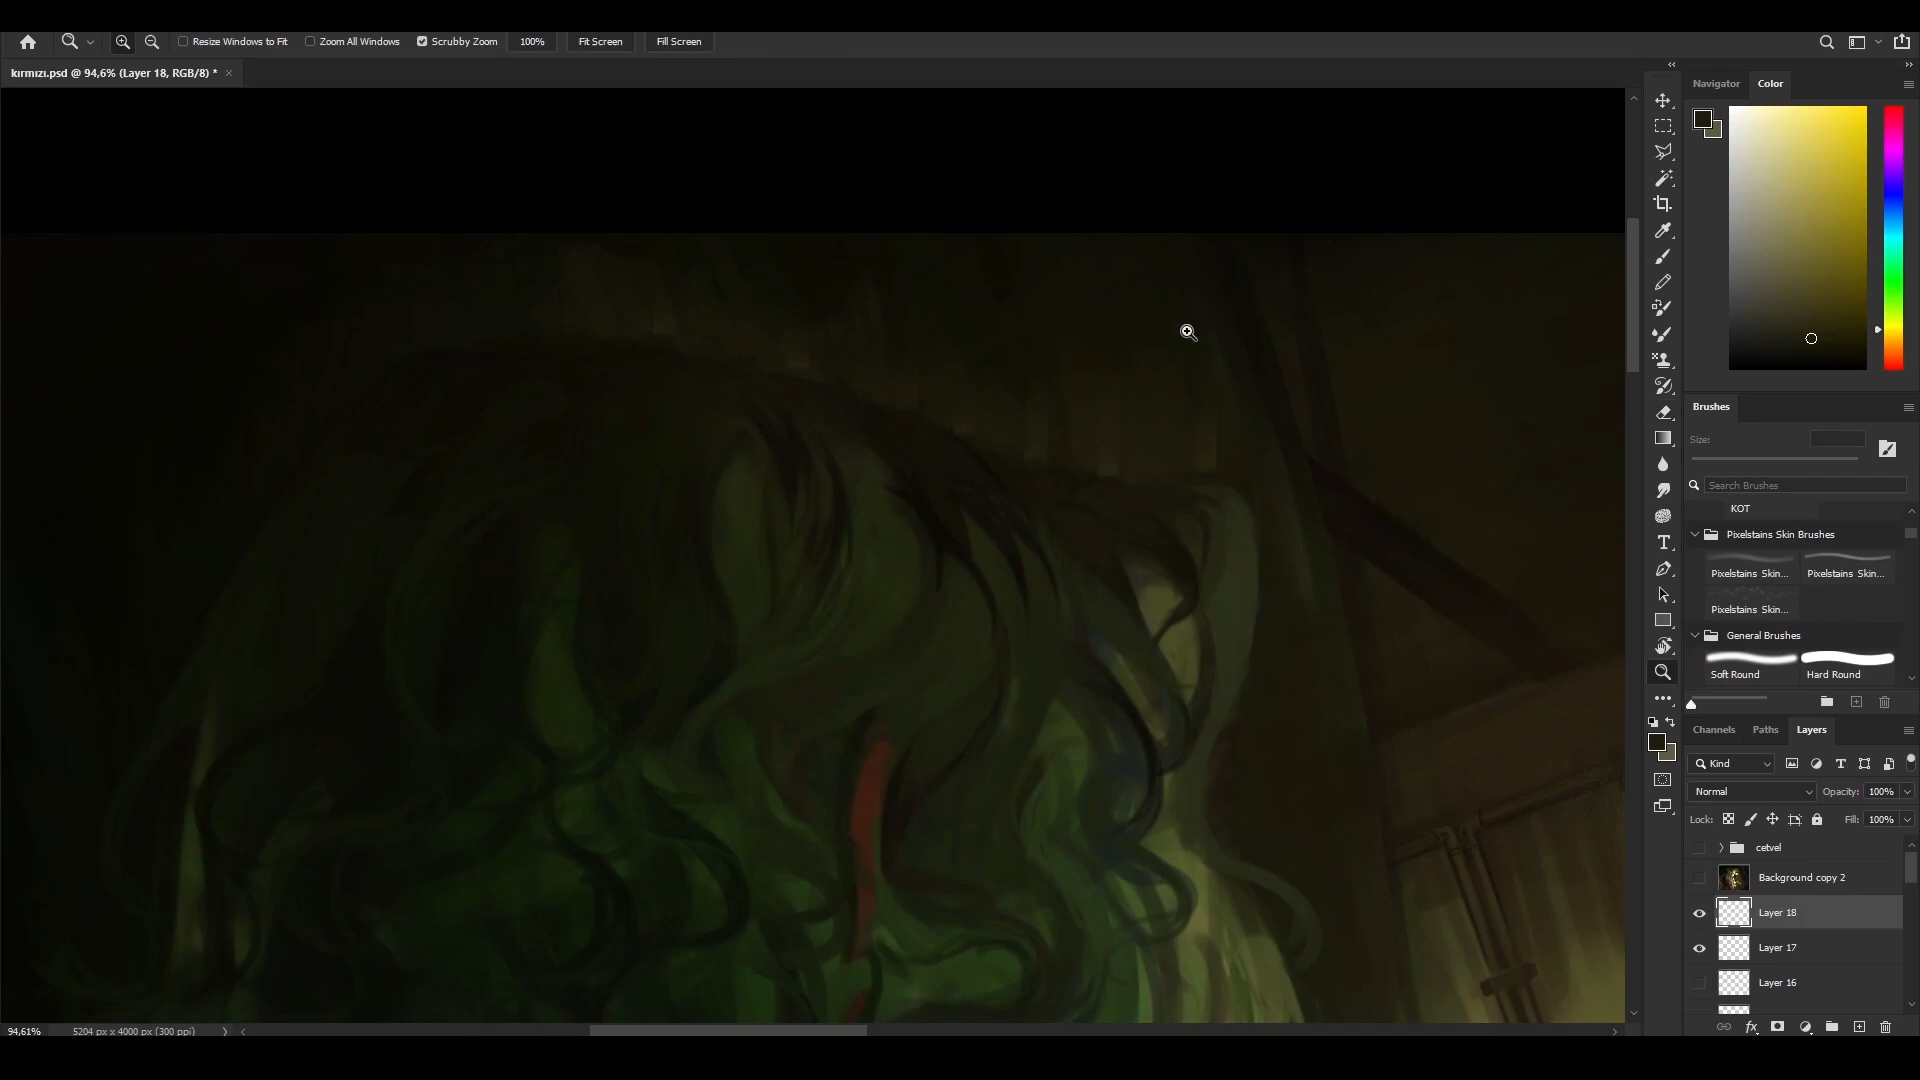 Resize Windows to Fit Zoom All Windows Scrubby Zoom 100% Fit Screen Fill Screen
kırmızı.psd @ 94,6% (Layer 18, RGB/8) * ×
Navigator Color
Brushes
Size:
Search Brushes
KOT
Pixelstains Skin Brushes
Pixelstains Skin... Pixelstains Skin...
Pixelstains Skin...
General Brushes
Soft Round Hard Round
Channels Paths Layers
Kind
Normal Opacity: 100%
Lock: Fill: 100%
cetvel
Background copy 2
Layer 18
Layer 17
Layer 16
94,61% 5204 px x 4000 px (300 ppi)